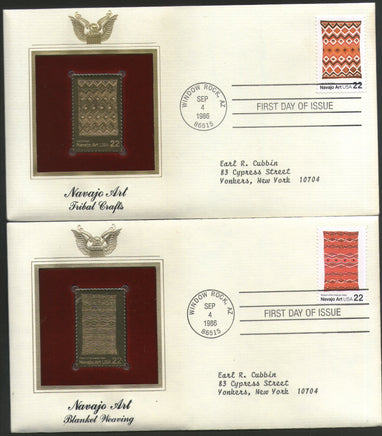 Navajo Art USA 22
Navajo Art USA 22
WINDOW ROCK, AZ
SEP
4
1986
86515
FIRST DAY OF ISSUE
Earl R. Cubbin
83 Cypress Street
Yonkers, New York 10704
Navajo Art
Tribal Crafts
Navajo Art USA 22
Navajo Art USA 22
WINDOW ROCK, AZ
SEP
4
1986
86515
FIRST DAY OF ISSUE
Earl R. Cubbin
83 Cypress Street
Yonkers, New York 10704
Navajo Art
Blanket Weaving